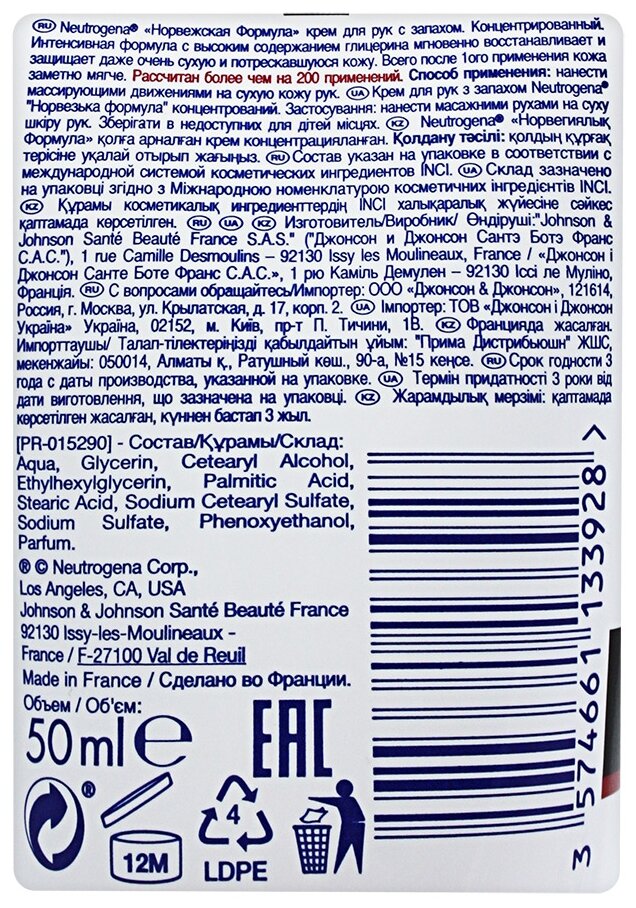 RU Neutrogena® «Норвежская Формула» крем для рук с запахом. Концентрированный.
Интенсивная формула с высоким содержанием глицерина мгновенно восстанавливает и
защищает даже очень сухую и потрескавшуюся кожу. Всего после 1ого применения кожа
заметно мягче. Рассчитан более чем на 200 применений. Способ применения: нанести
массирующими движениями на сухую кожу рук. UA Крем для рук з запахом Neutrogena®
"Норвезька формула" концентрований. Застосування: нанести масажними рухами на суху
шкіру рук. Зберігати в недоступних для дітей місцях. KZ Neutrogena® «Норвегиялық
Формула» қолға арналған крем концентрацияланған. Қолдану тәсілі: қолдың құрғақ
терісіне уқалай отырып жағыңыз. RU Состав указан на упаковке в соответствии с
международной системой косметических ингредиентов INCI. UA Склад зазначено
на упаковці згідно з Міжнародною номенклатурою косметичних інгредієнтів INCI.
KZ Құрамы косметикалық ингредиенттердің INCI халықаралық жүйесіне сәйкес
қаптамада көрсетілген. RU UA KZ Изготовитель/Виробник/ Өндіруші:"Johnson &
Johnson Santé Beauté France S.A.S." ("Джонсон и Джонсон Сантэ Ботэ Франс
С.А.С."), 1 rue Camille Desmoulins – 92130 Issy les Moulineaux, France / «Джонсон і
Джонсон Санте Боте Франс С.А.С.», 1 рю Каміль Демулен – 92130 Іссі ле Муліно,
Франція. RU С вопросами обращайтесь/Импортер: ООО «Джонсон & Джонсон», 121614,
Россия, г. Москва, ул. Крылатская, д. 17, корп. 2. UA Імпортер: ТОВ «Джонсон і Джонсон
Україна» Україна, 02152, м. Київ, пр-т П. Тичини, 1В. KZ Францияда жасалған.
Импорттаушы/ Талап-тілектеріңізді қабылдайтын ұйым: "Прима Дистрибьюшн" ЖШС,
мекенжайы: 050014, Алматы қ., Ратушный көш., 90-а, №15 кеңсе. RU Срок годности 3
года с даты производства, указанной на упаковке. UA Термін придатності 3 роки від
дати виготовлення, що зазначена на упаковці. KZ Жарамдылық мерзімі: қаптамада
көрсетілген жасалған, күннен бастап 3 жыл.
[PR-015290] - Состав/Құрамы/Склад:
Aqua, Glycerin, Cetearyl Alcohol,
Ethylhexylglycerin, Palmitic Acid,
Stearic Acid, Sodium Cetearyl Sulfate,
Sodium Sulfate, Phenoxyethanol,
Parfum.
® © Neutrogena Corp.,
Los Angeles, CA, USA
Johnson & Johnson Santé Beauté France
92130 Issy-les-Moulineaux -
France / F-27100 Val de Reuil
Made in France / Сделано во Франции.
Объем / Об'єм:
50 ml e
EAC
®
12M
4
LDPE
3 574661 133928 >